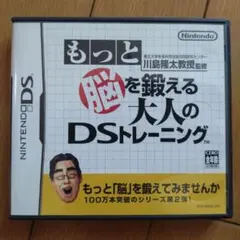 Nintendo
もっと
東北大学未来科学技術共同研究センター
川島隆太教授監修
脳を鍛える
大人の
DSトレーニング
TM
NINTENDO DS
もっと「脳」を鍛えてみませんか
100万本突破のシリーズ第2弾!